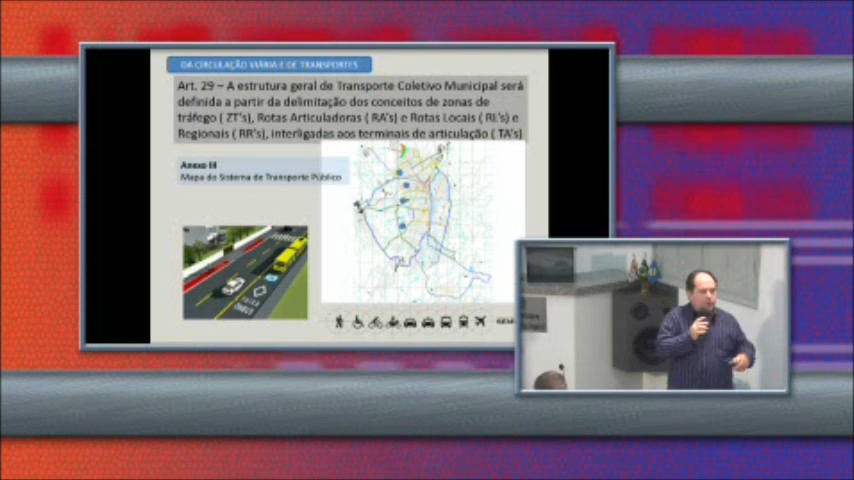 DA CIRCULAÇÃO VIÁRIA E DE TRANSPORTES
Art. 29 – A estrutura geral de Transporte Coletivo Municipal será
definida a partir da delimitação dos conceitos de zonas de
tráfego ( ZT's), Rotas Articuladoras ( RA's) e Rotas Locais ( RL's) e
Regionais ( RR's), interligadas aos terminais de articulação ( TA's)
Anexo III
Mapa do Sistema de Transporte Público
FAIXA
ÔNIBUS